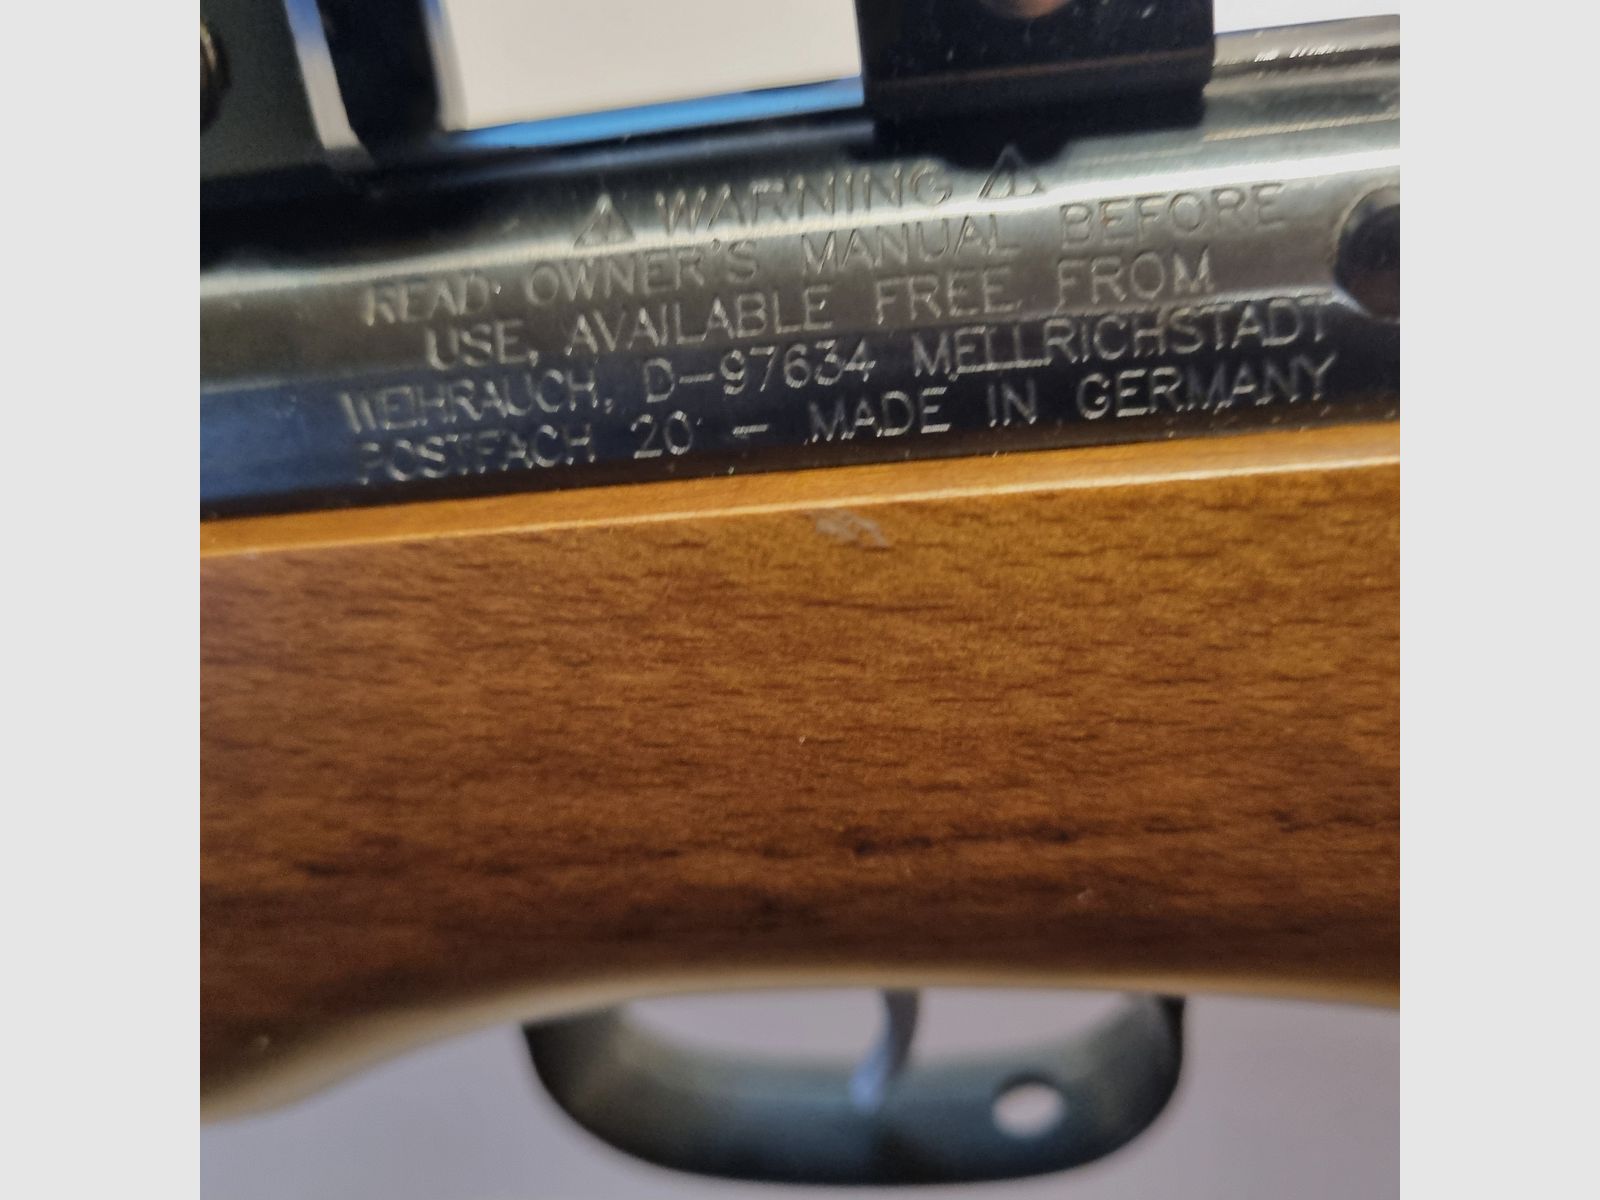 ⚠ WARNING ⚠
READ OWNER'S MANUAL BEFORE
USE, AVAILABLE FREE FROM
WEIHRAUCH, D-97634 MELLRICHSTADT
POSTFACH 20 - MADE IN GERMANY